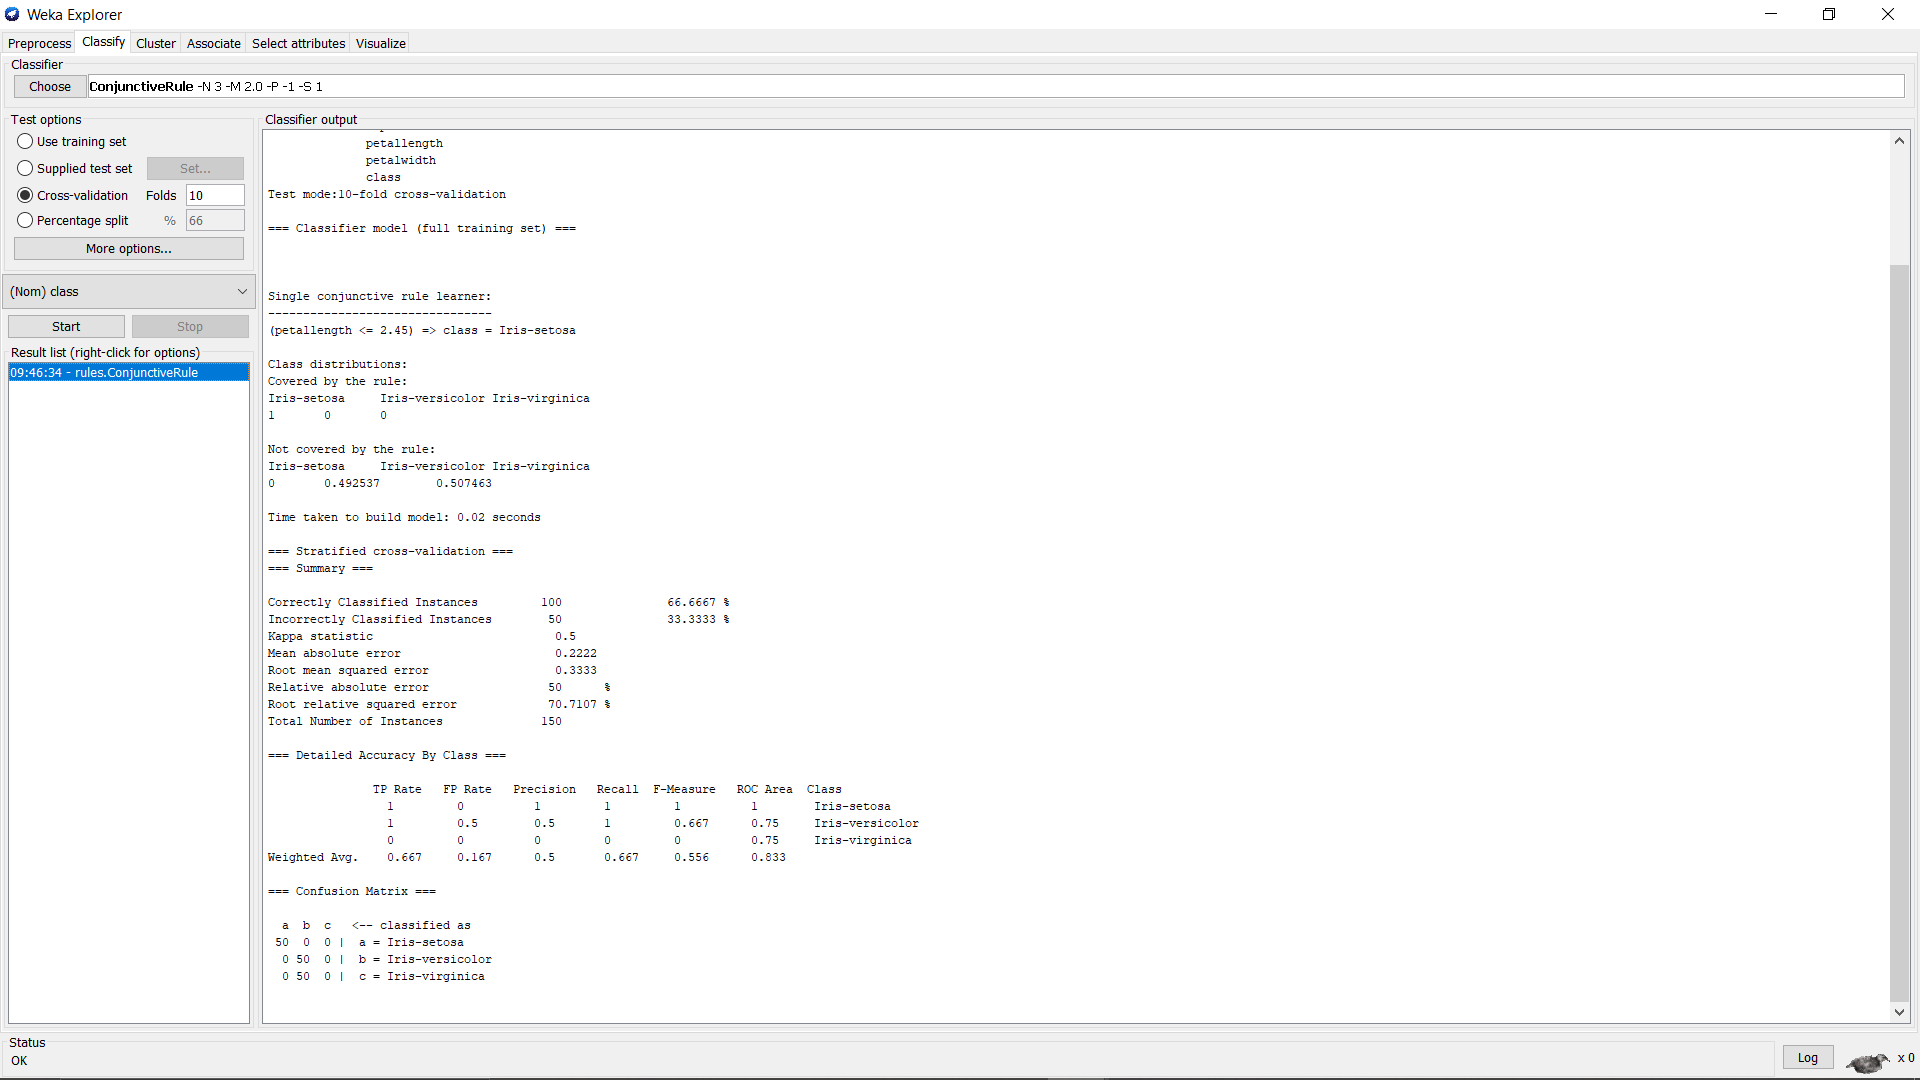 Weka Explorer
Preprocess Classify Cluster Associate Select attributes Visualize
Classifier
Choose ConjunctiveRule -N 3 -M 2.0 -P -1 -S 1
Test options
Use training set
Supplied test set Set...
Cross-validation Folds 10
Percentage split % 66
More options...
(Nom) class
Start Stop
Result list (right-click for options)
09:46:34 - rules.ConjunctiveRule
Classifier output
petallength
petalwidth
class
Test mode:10-fold cross-validation
=== Classifier model (full training set) ===
Single conjunctive rule learner:
--------------------------------
(petallength <= 2.45) => class = Iris-setosa
Class distributions:
Covered by the rule:
Iris-setosa Iris-versicolor Iris-virginica
1 0 0
Not covered by the rule:
Iris-setosa Iris-versicolor Iris-virginica
0 0.492537 0.507463
Time taken to build model: 0.02 seconds
=== Stratified cross-validation ===
=== Summary ===
Correctly Classified Instances 100 66.6667 %
Incorrectly Classified Instances 50 33.3333 %
Kappa statistic 0.5
Mean absolute error 0.2222
Root mean squared error 0.3333
Relative absolute error 50 %
Root relative squared error 70.7107 %
Total Number of Instances 150
=== Detailed Accuracy By Class ===
TP Rate FP Rate Precision Recall F-Measure ROC Area Class
1 0 1 1 1 1 Iris-setosa
1 0.5 0.5 1 0.667 0.75 Iris-versicolor
0 0 0 0 0 0.75 Iris-virginica
Weighted Avg. 0.667 0.167 0.5 0.667 0.556 0.833
=== Confusion Matrix ===
a b c <-- classified as
50 0 0 | a = Iris-setosa
0 50 0 | b = Iris-versicolor
0 50 0 | c = Iris-virginica
Status
OK
Log x 0